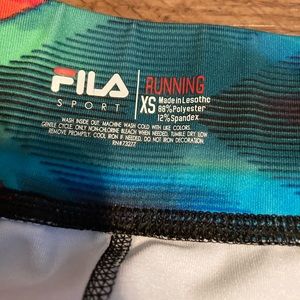 FILA
SPORT
RUNNING
XS Made in Lesotho
88% Polyester
12% Spandex
WASH INSIDE OUT. MACHINE WASH COLD WITH LIKE COLORS.
GENTLE CYCLE. ONLY NON-CHLORINE BLEACH WHEN NEEDED. TUMBLE DRY LOW
REMOVE PROMPTLY. COOL IRON IF NEEDED. DO NOT IRON DECORATION.
RN#73277